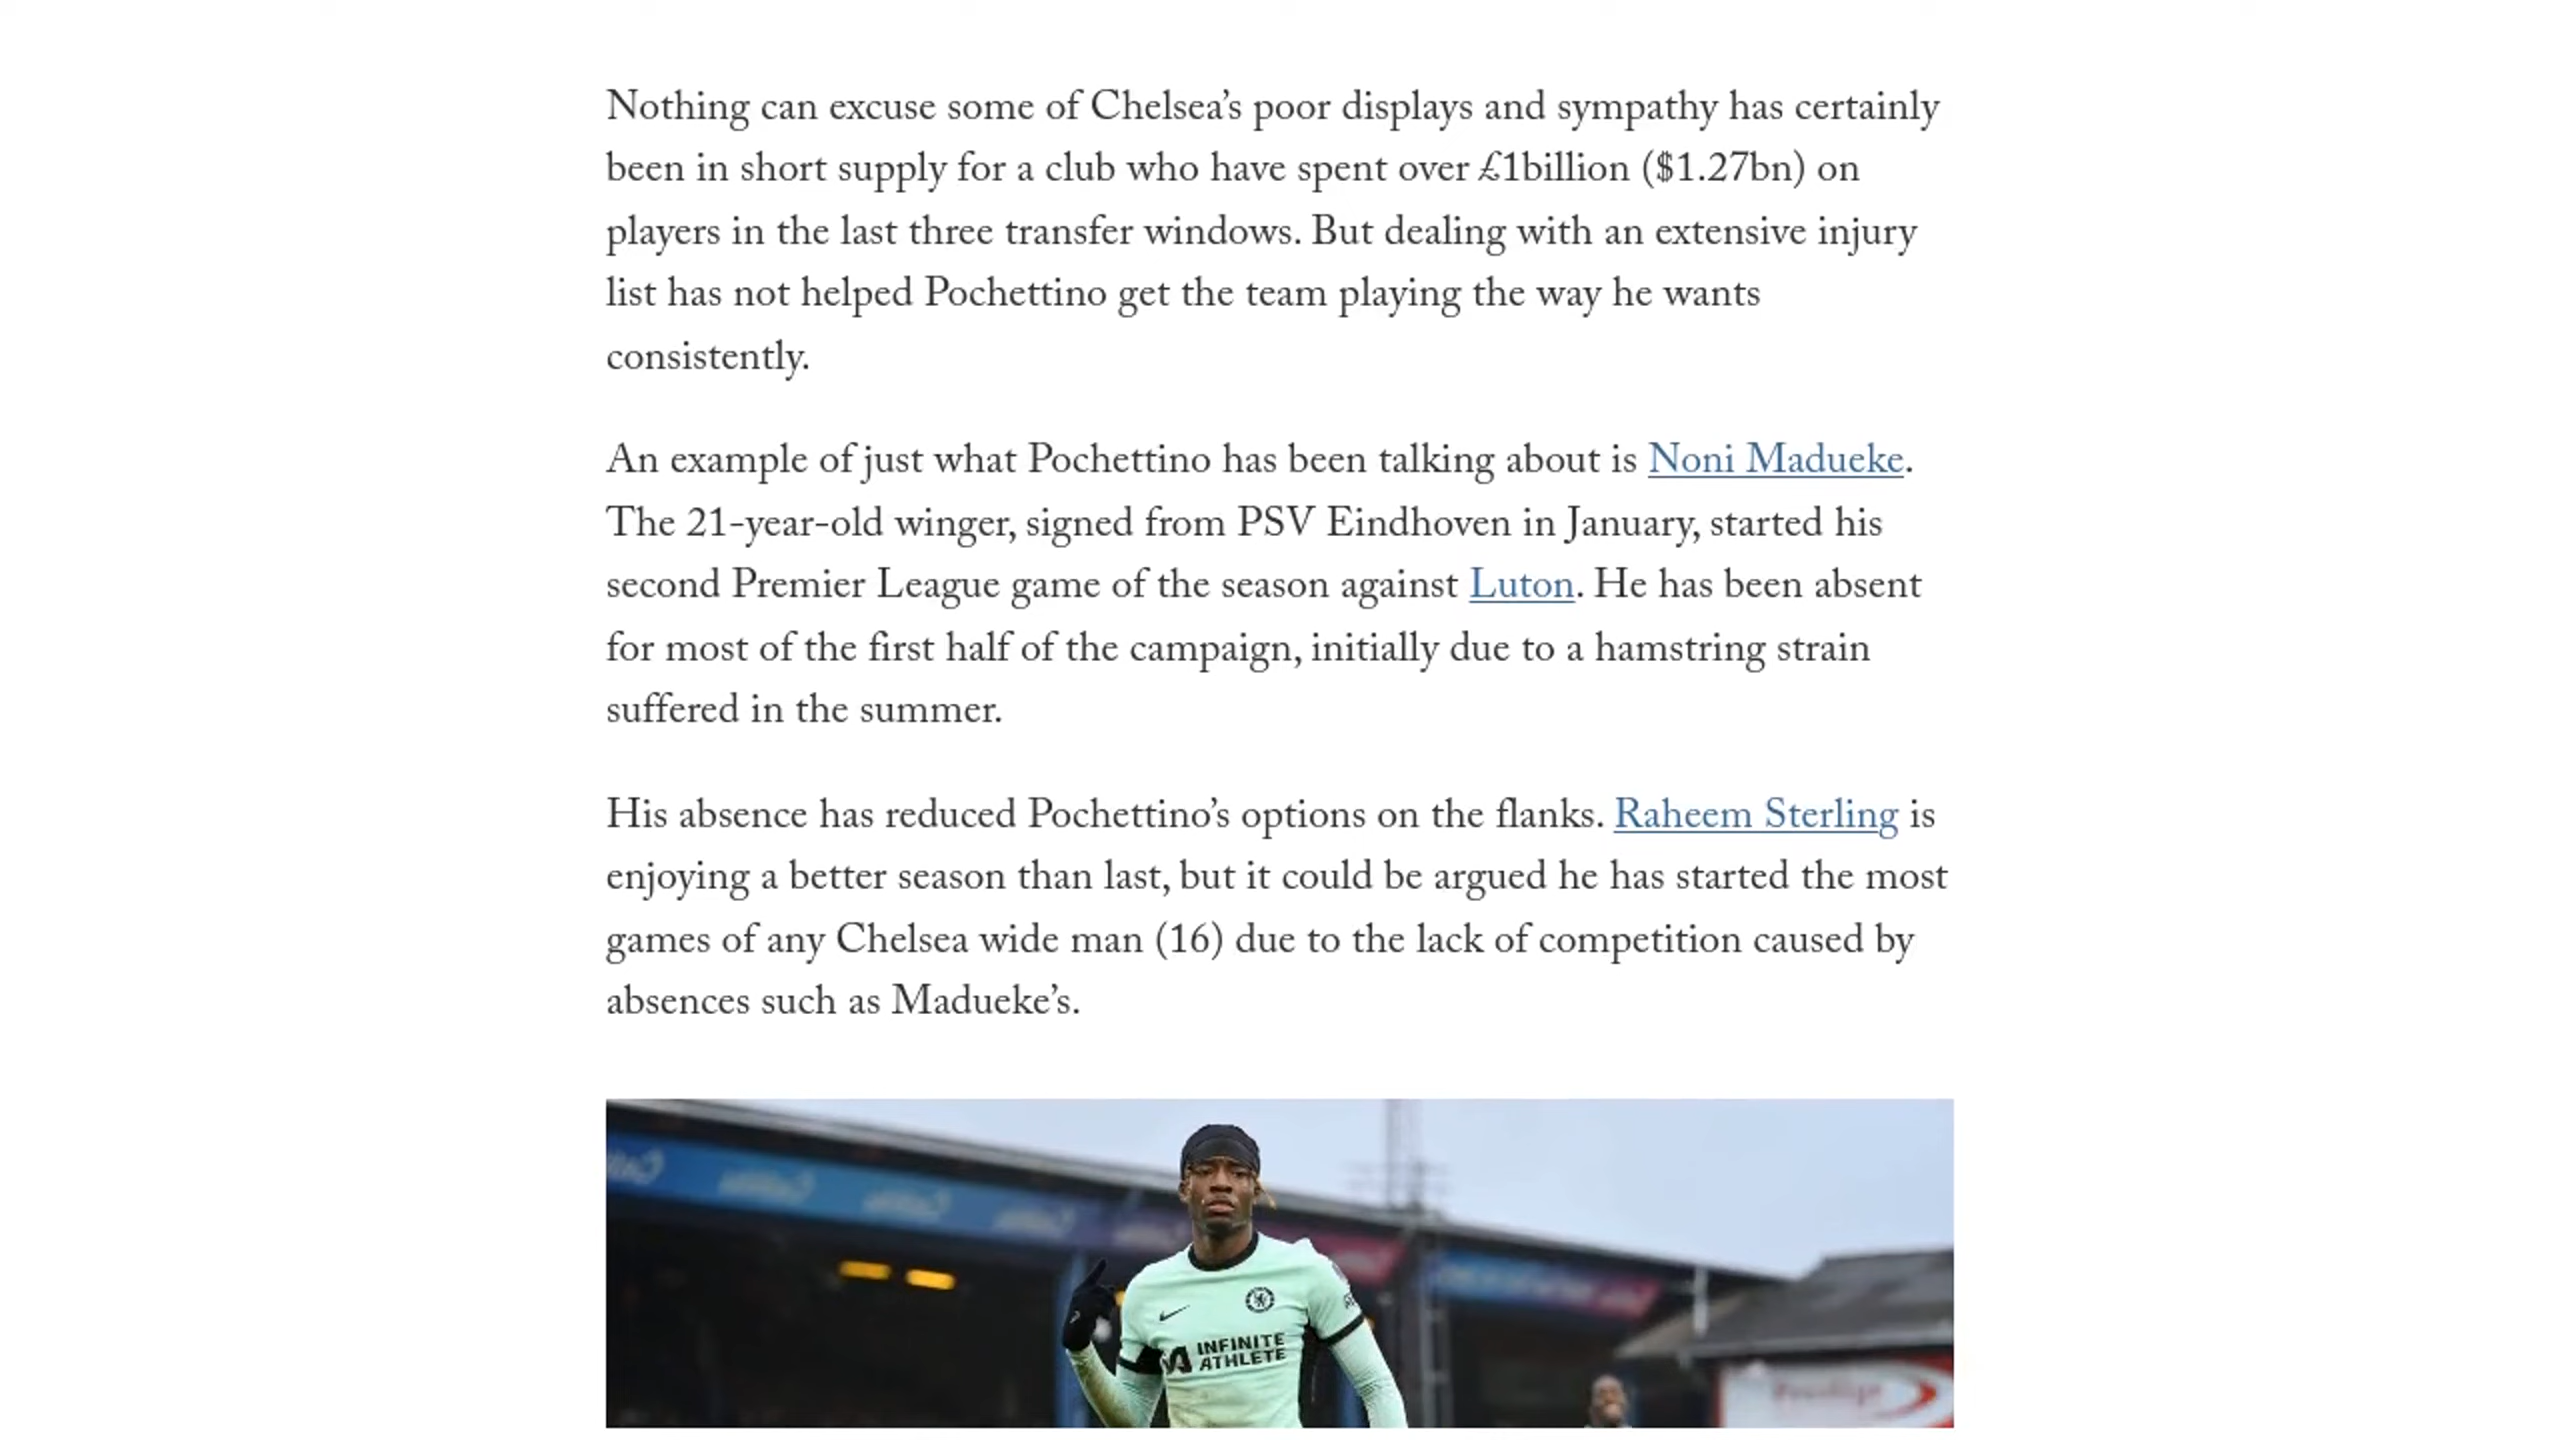 Nothing can excuse some of Chelsea’s poor displays and sympathy has certainly
been in short supply for a club who have spent over £1billion ($1.27bn) on
players in the last three transfer windows. But dealing with an extensive injury
list has not helped Pochettino get the team playing the way he wants
consistently.
An example of just what Pochettino has been talking about is Noni Madueke.
The 21-year-old winger, signed from PSV Eindhoven in January, started his
second Premier League game of the season against Luton. He has been absent
for most of the first half of the campaign, initially due to a hamstring strain
suffered in the summer.
His absence has reduced Pochettino’s options on the flanks. Raheem Sterling is
enjoying a better season than last, but it could be argued he has started the most
games of any Chelsea wide man (16) due to the lack of competition caused by
absences such as Madueke’s.
INFINITE
ATHLETE